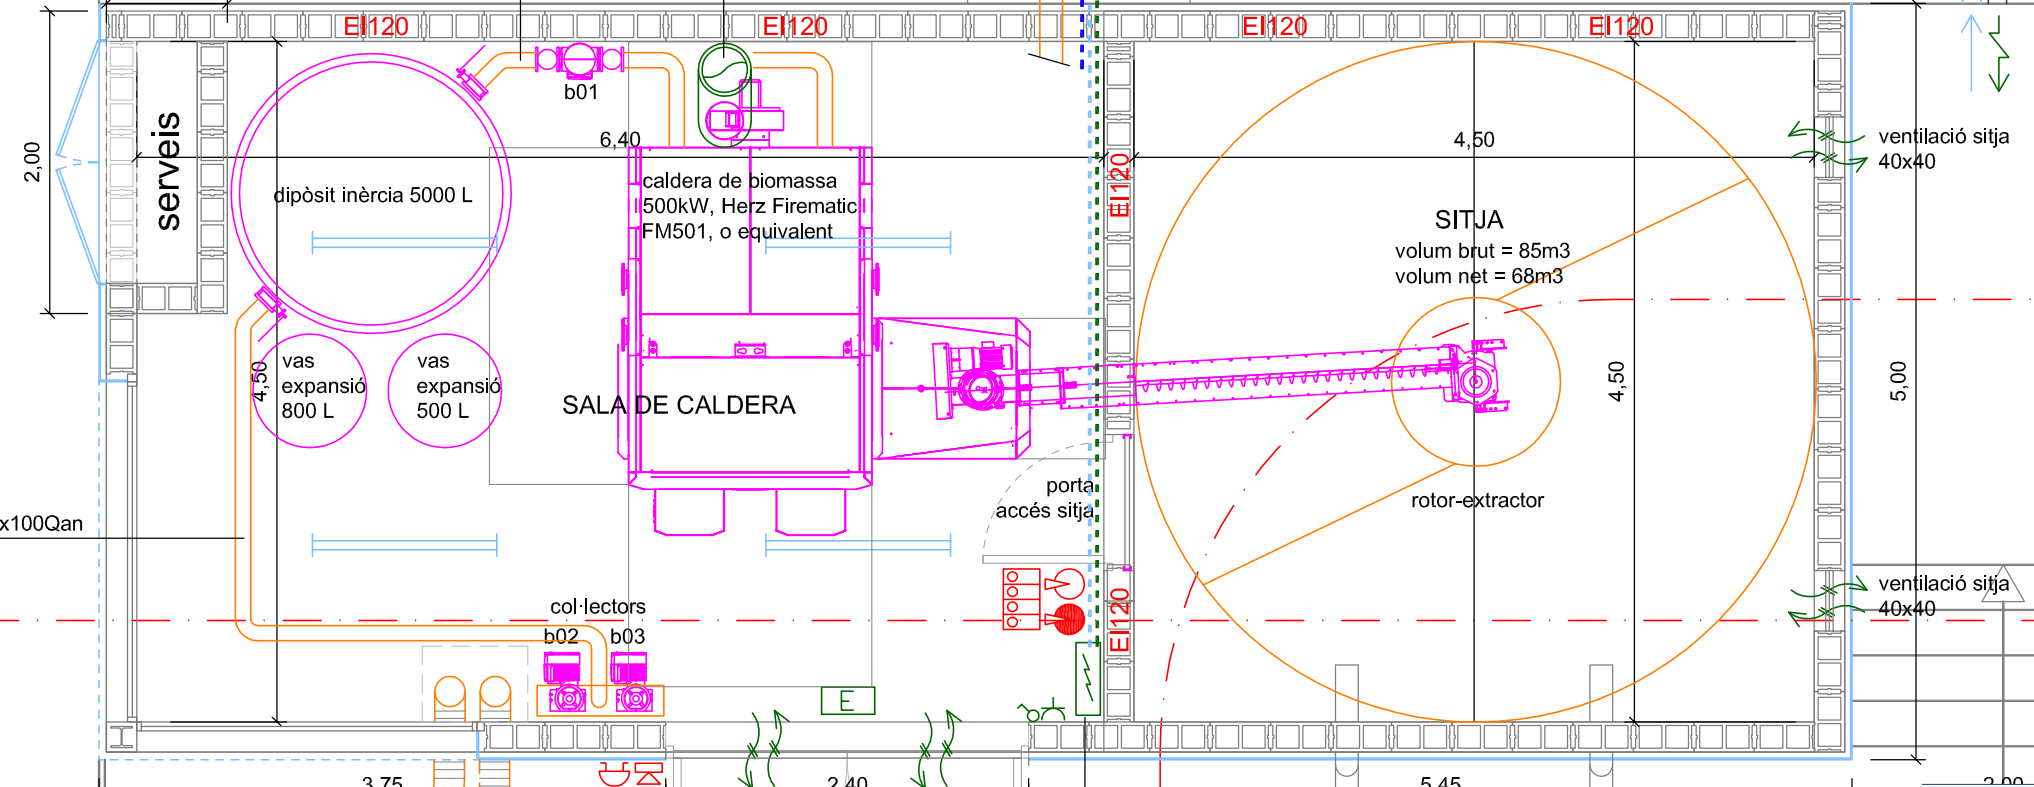 EI120
EI120
EI120
EI120
b01
2,00
serveis
6,40
4,50
ventilació sitja
40x40
dipòsit inèrcia 5000 L
caldera de biomassa
500kW, Herz Firematic
FM501, o equivalent
EI120
SITJA
volum brut = 85m3
volum net = 68m3
4,50
vas
expansió
800 L
vas
expansió
500 L
SALA DE CALDERA
4,50
5,00
porta
accés sitja
rotor-extractor
x100Qan
col·lectors
b02
b03
EI120
ventilació sitja
40x40
E
3,75
2,40
5,45
2,00